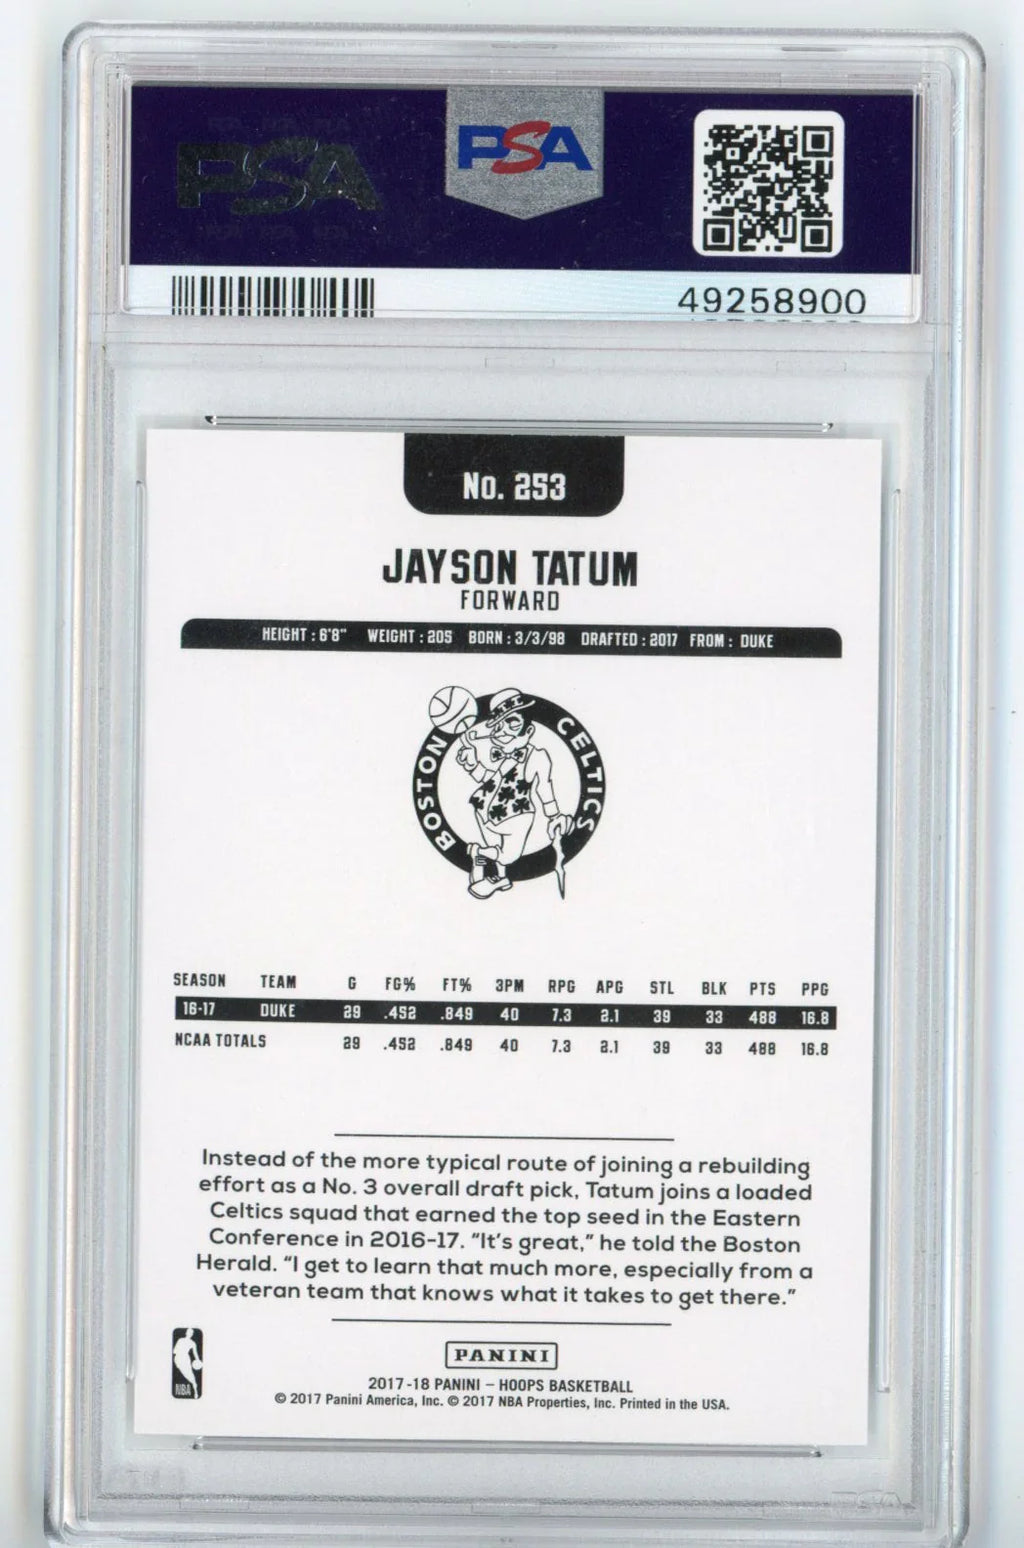 PSA PSA
49258900
No. 253
JAYSON TATUM
FORWARD
HEIGHT : 6'8" WEIGHT : 205 BORN : 3/3/98 DRAFTED : 2017 FROM : DUKE
BOSTON CELTICS
SEASON TEAM G FG% FT% 3PM RPG APG STL BLK PTS PPG
16-17 DUKE 29 .452 .849 40 7.3 2.1 39 33 488 16.8
NCAA TOTALS 29 .452 .849 40 7.3 2.1 39 33 488 16.8
Instead of the more typical route of joining a rebuilding
effort as a No. 3 overall draft pick, Tatum joins a loaded
Celtics squad that earned the top seed in the Eastern
Conference in 2016-17. “It’s great,” he told the Boston
Herald. “I get to learn that much more, especially from a
veteran team that knows what it takes to get there.”
NBA
PANINI
2017-18 PANINI – HOOPS BASKETBALL
© 2017 Panini America, Inc. © 2017 NBA Properties, Inc. Printed in the USA.
PSA